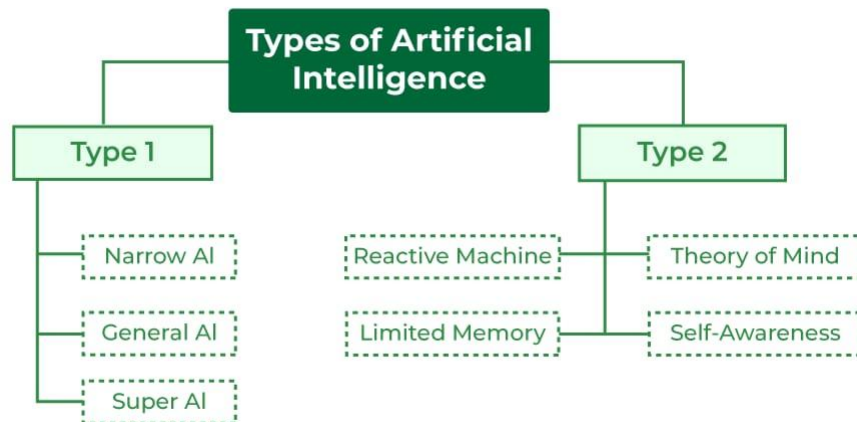 Types of Artificial
Intelligence
Type 1
Type 2
Narrow AI
General AI
Super AI
Reactive Machine
Theory of Mind
Limited Memory
Self-Awareness